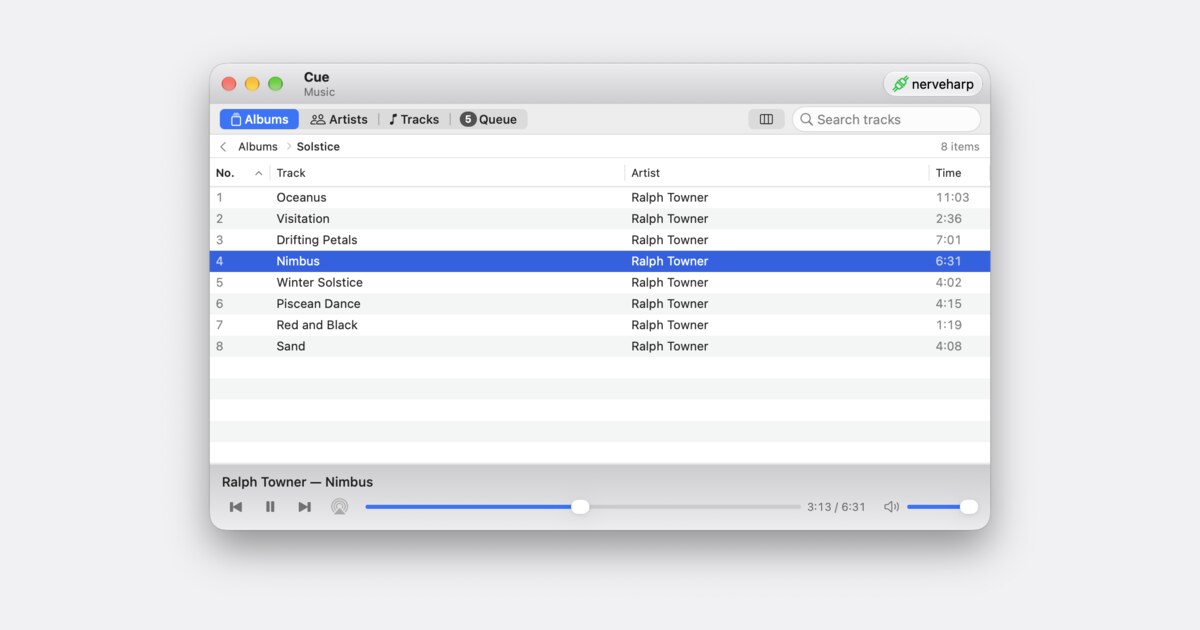 Cue
Music
nerveharp
Albums Artists Tracks 5 Queue Search tracks
Albums Solstice 8 items
No. Track Artist Time
1 Oceanus Ralph Towner 11:03
2 Visitation Ralph Towner 2:36
3 Drifting Petals Ralph Towner 7:01
4 Nimbus Ralph Towner 6:31
5 Winter Solstice Ralph Towner 4:02
6 Piscean Dance Ralph Towner 4:15
7 Red and Black Ralph Towner 1:19
8 Sand Ralph Towner 4:08
Ralph Towner — Nimbus
3:13 / 6:31